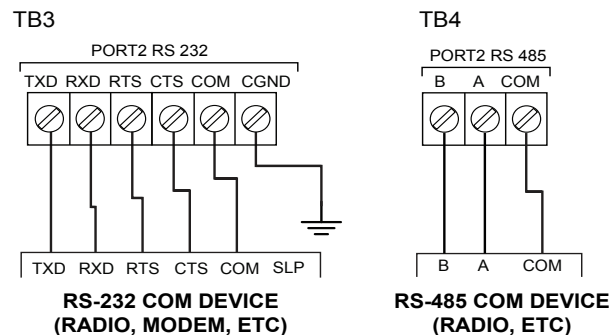 TB3
PORT2 RS 232
TXD RXD RTS CTS COM CGND
TXD RXD RTS CTS COM SLP
RS-232 COM DEVICE
(RADIO, MODEM, ETC)
TB4
PORT2 RS 485
B A COM
B A COM
RS-485 COM DEVICE
(RADIO, ETC)